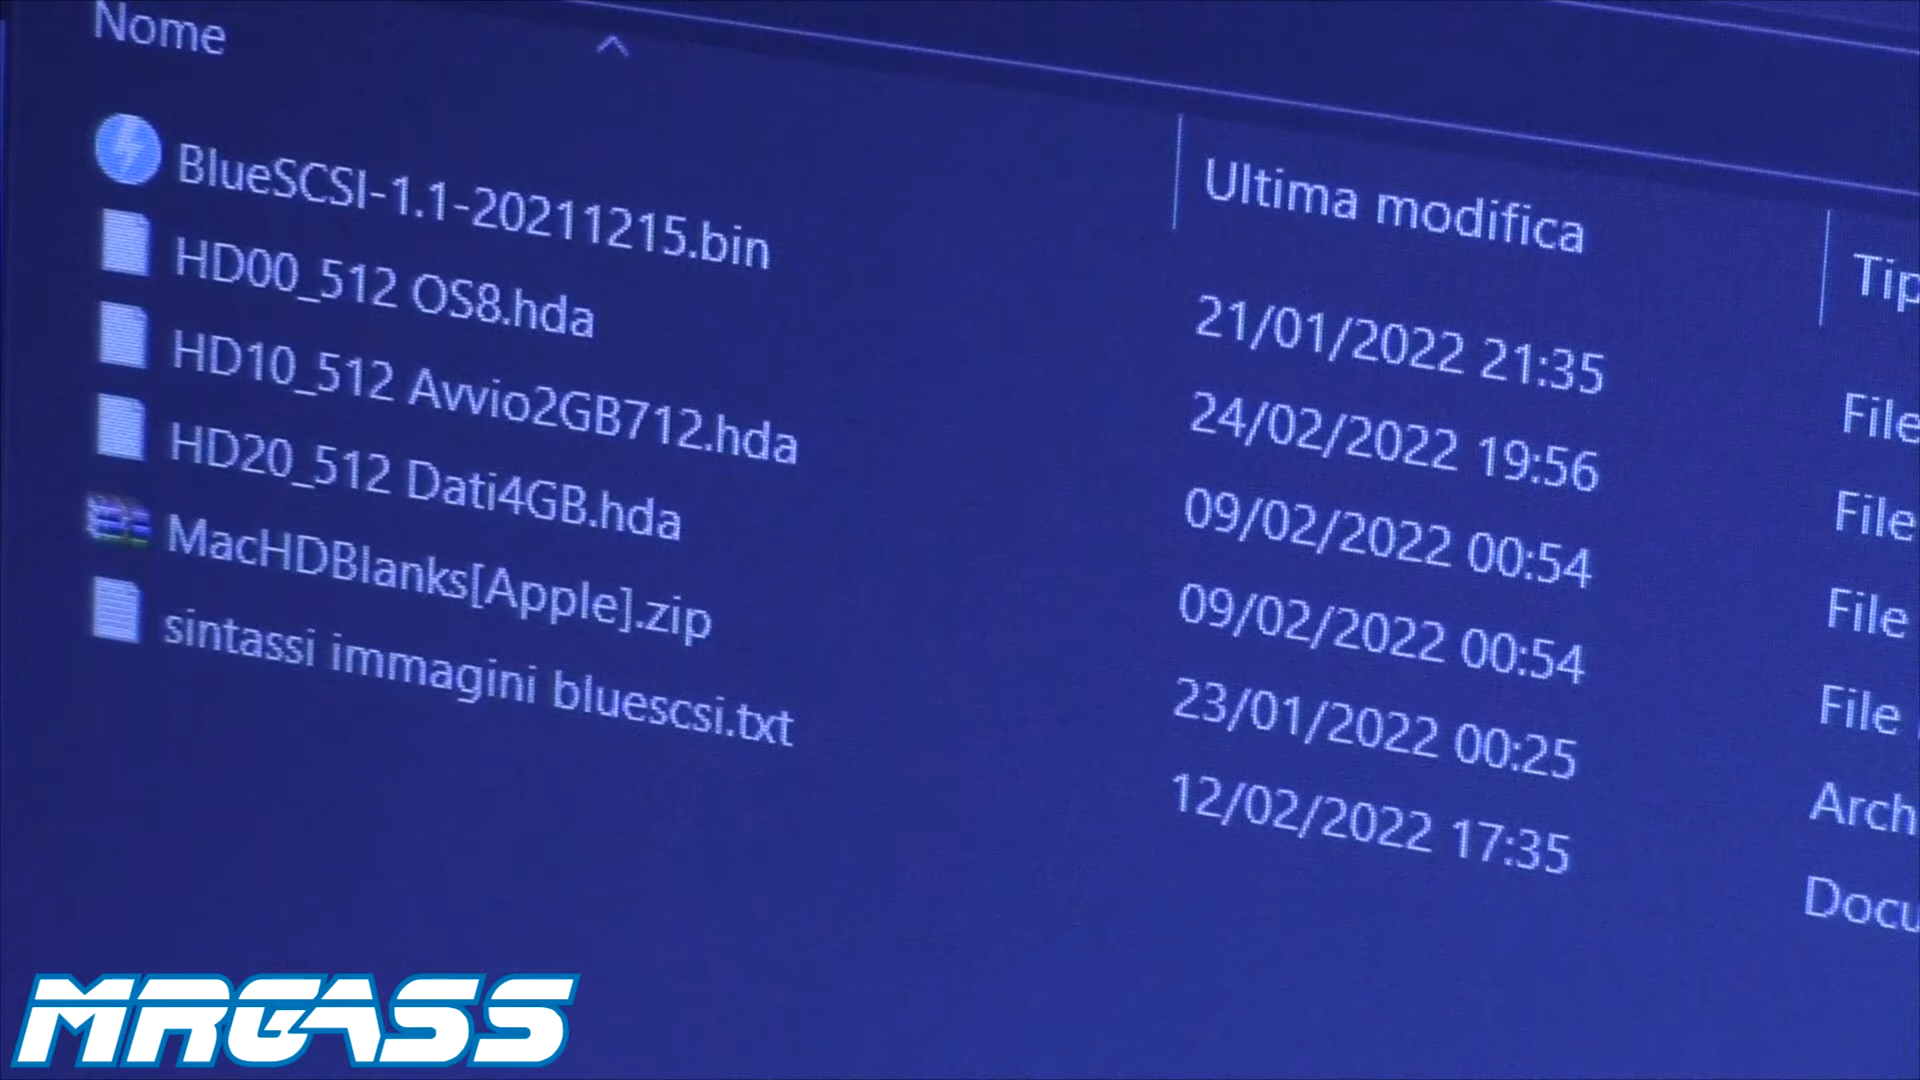 Nome
Ultima modifica
Tip
BlueSCSI-1.1-20211215.bin
21/01/2022 21:35
File
HD00_512 OS8.hda
24/02/2022 19:56
File
HD10_512 Avvio2GB712.hda
09/02/2022 00:54
File
HD20_512 Dati4GB.hda
09/02/2022 00:54
File
MacHDBlanks[Apple].zip
23/01/2022 00:25
Arch
sintassi immagini bluescsi.txt
12/02/2022 17:35
Docu
MRGASS